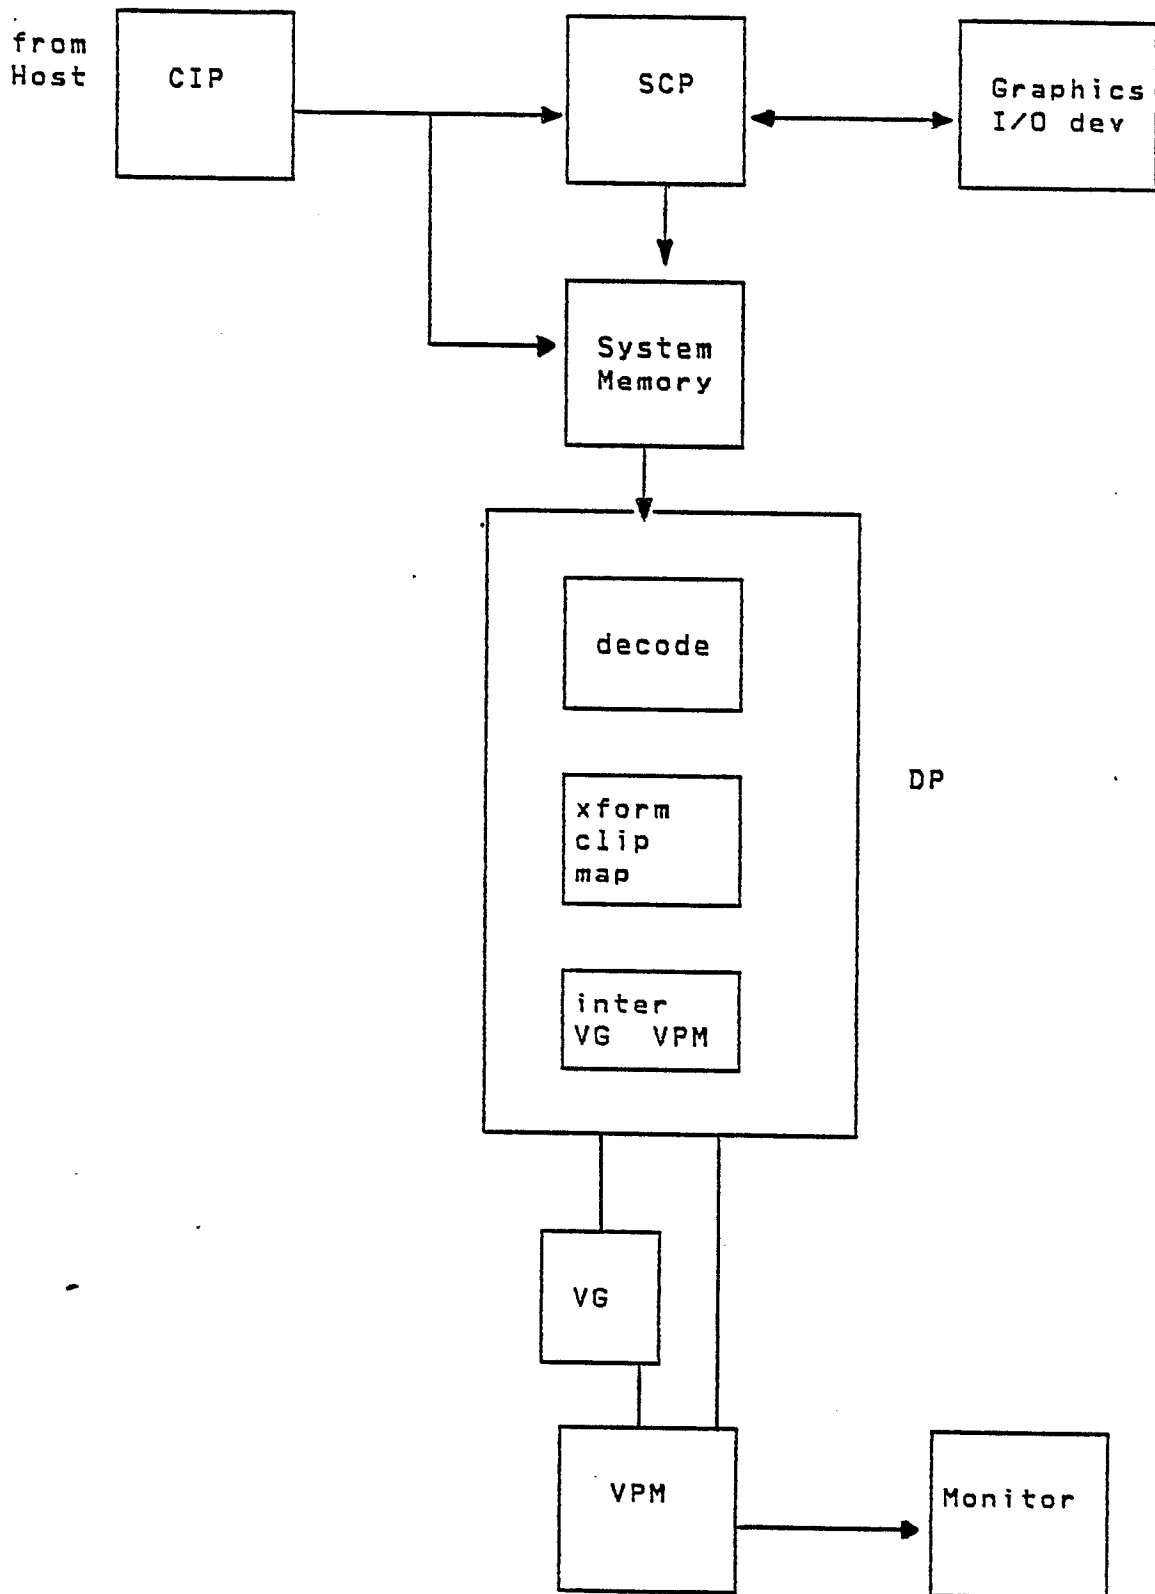 from
Host
CIP
SCP
Graphics
I/O dev
System
Memory
decode
DP
xform
clip
map
inter
VG VPM
VG
VPM
Monitor